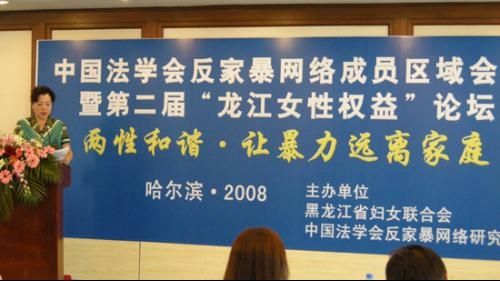 中国法学会反家暴网络成员区域会
暨第二届“龙江女性权益”论坛
两性和谐·让暴力远离家庭
哈尔滨·2008
主办单位
黑龙江省妇女联合会
中国法学会反家暴网络研究